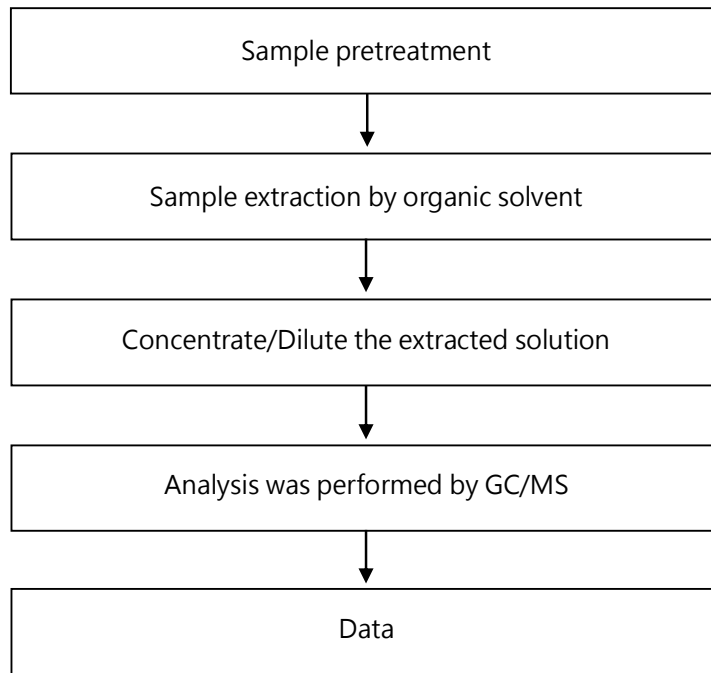 Sample pretreatment
Sample extraction by organic solvent
Concentrate/Dilute the extracted solution
Analysis was performed by GC/MS
Data